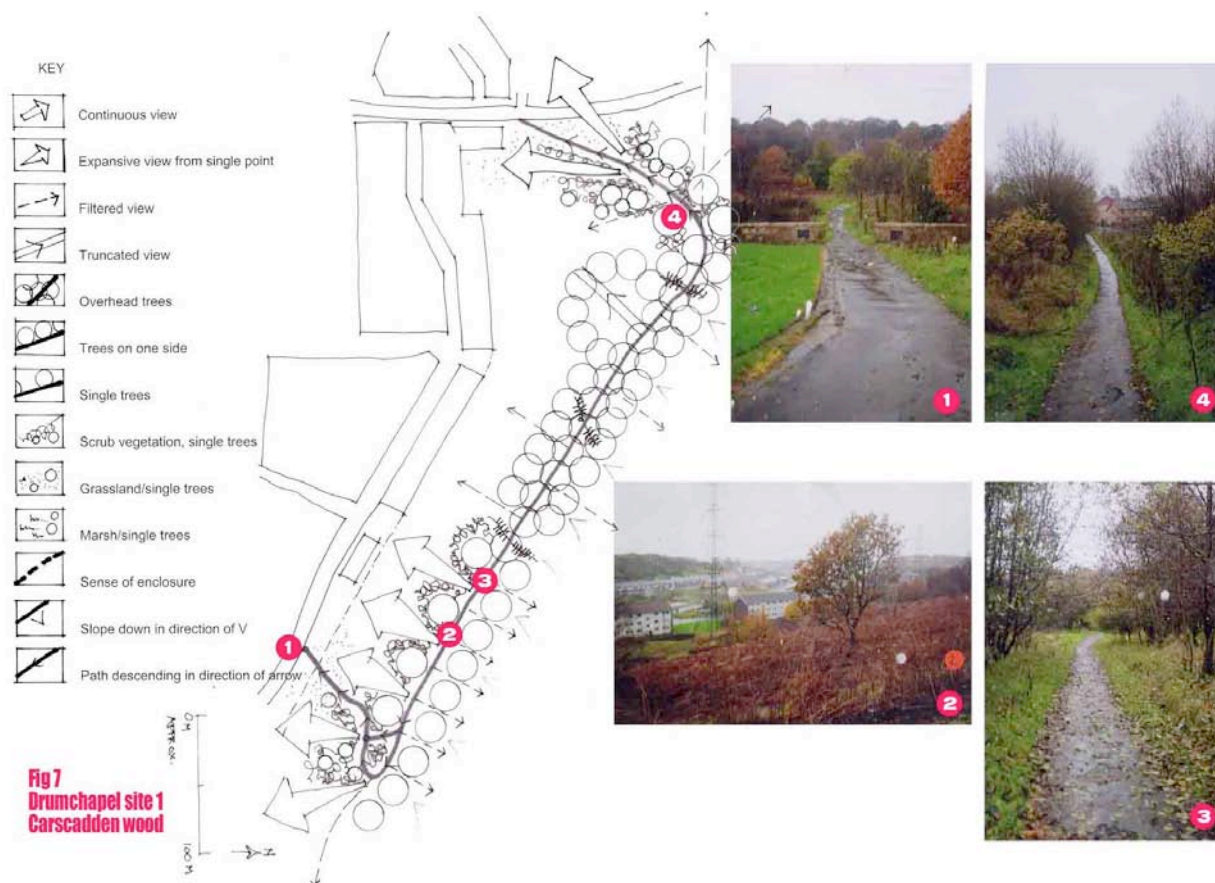 KEY
Continuous view
Expansive view from single point
Filtered view
Truncated view
Overhead trees
Trees on one side
Single trees
Scrub vegetation, single trees
Grassland/single trees
Marsh/single trees
Sense of enclosure
Slope down in direction of V
Path descending in direction of arrow
Fig 7
Drumchapel site 1
Carscadden wood
0 M
APPROX.
100 M
N
1
2
3
4
1
4
2
3